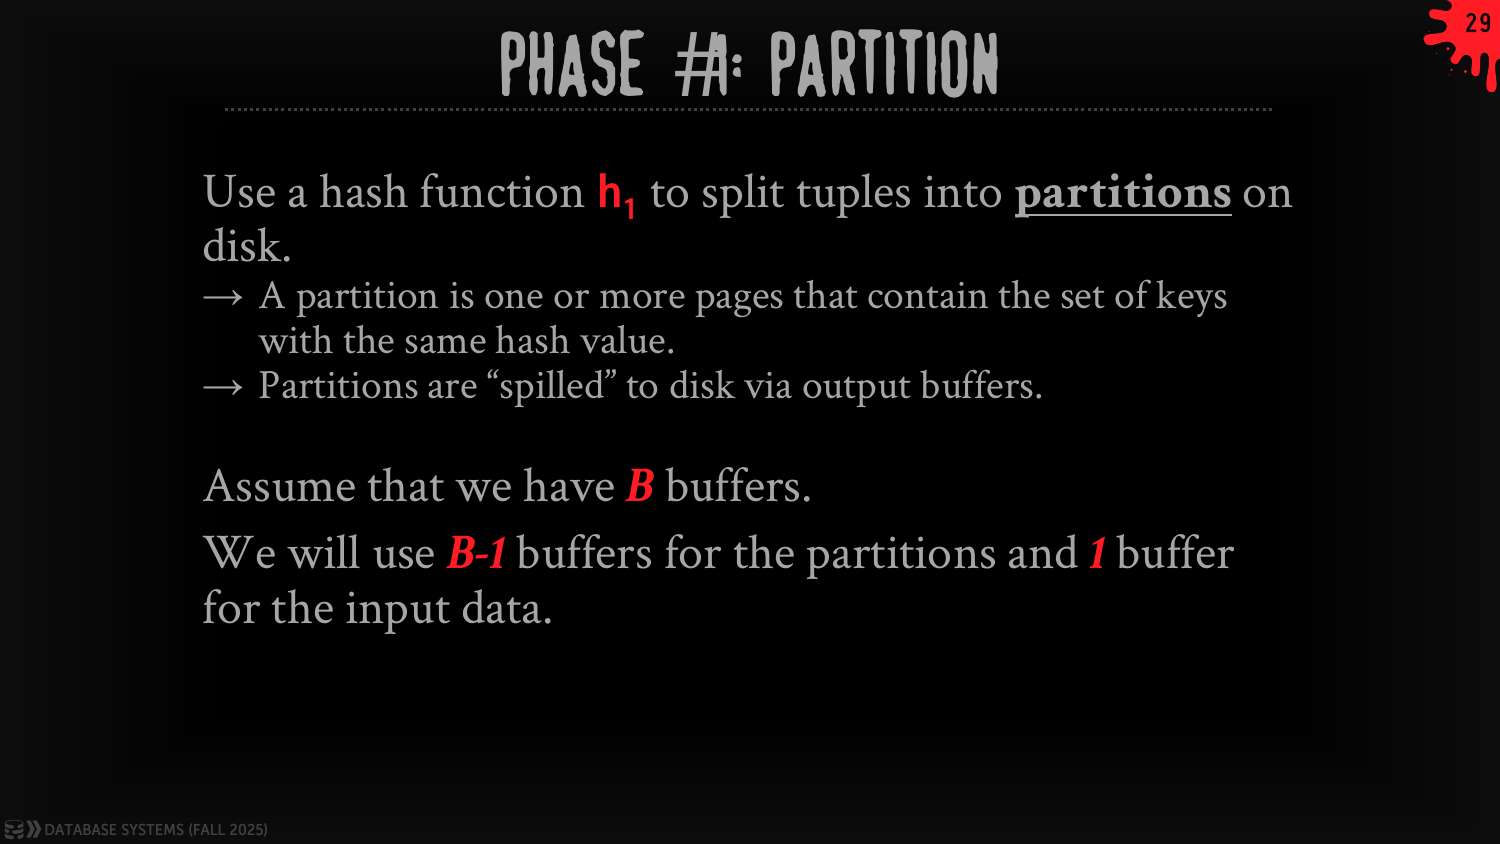 PHASE #1: PARTITION
29
Use a hash function h₁ to split tuples into partitions on
disk.
→ A partition is one or more pages that contain the set of keys
with the same hash value.
→ Partitions are “spilled” to disk via output buffers.
Assume that we have B buffers.
We will use B-1 buffers for the partitions and 1 buffer
for the input data.
DATABASE SYSTEMS (FALL 2025)